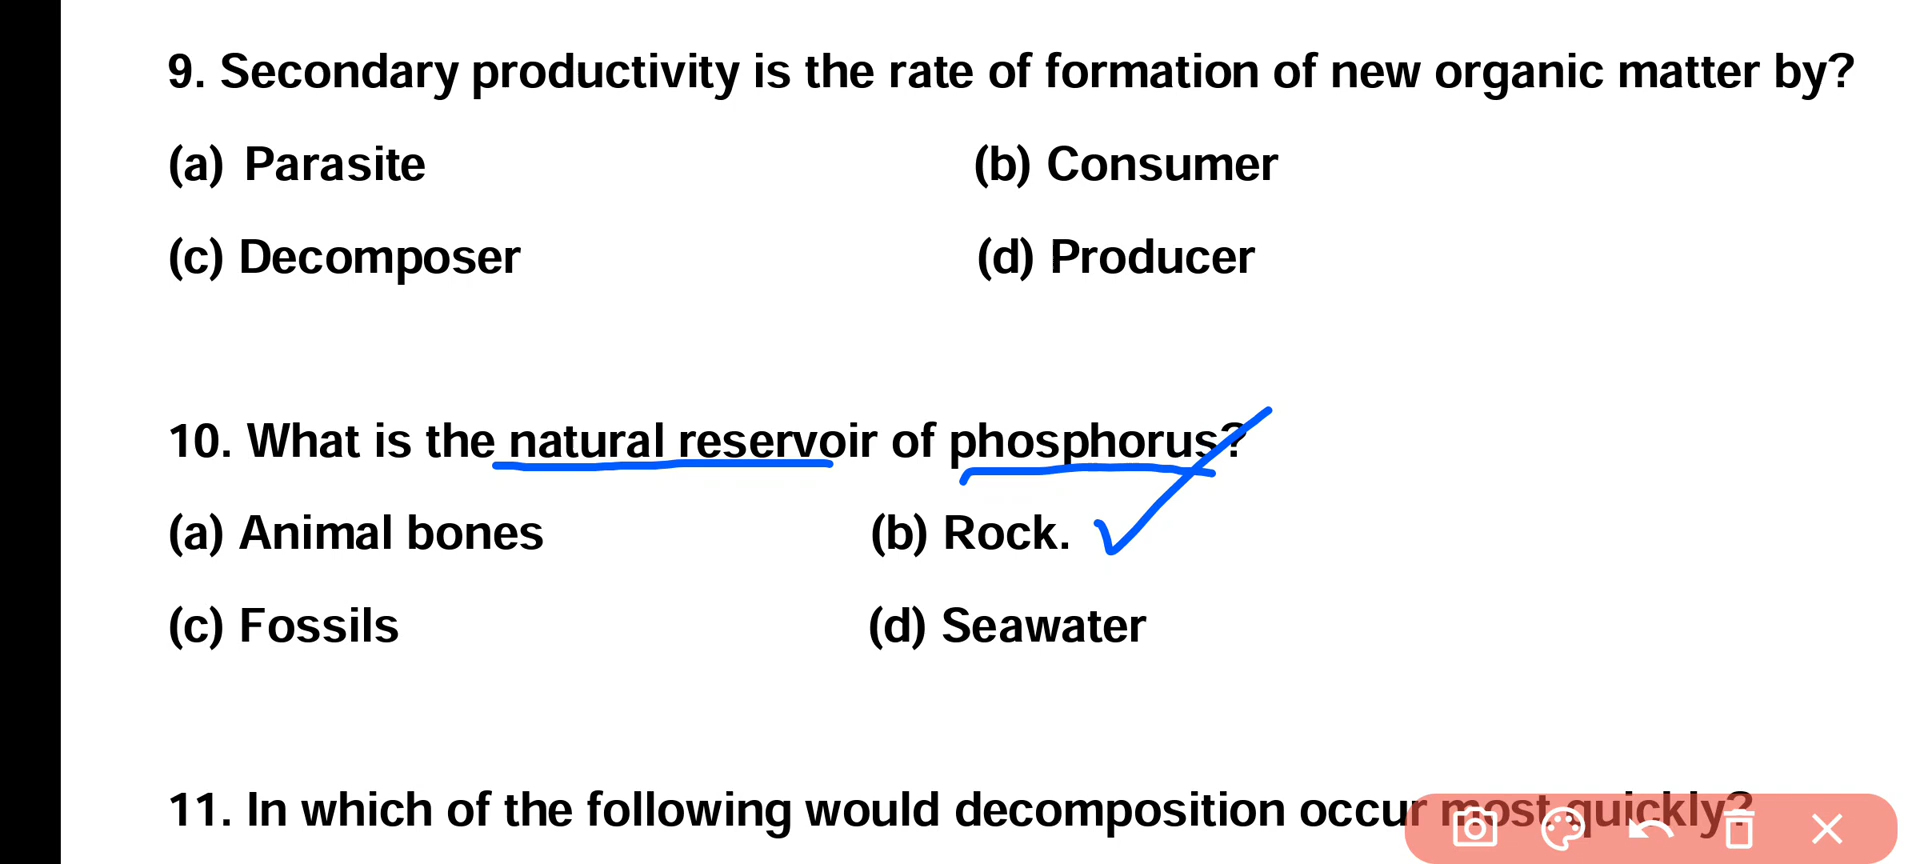 9. Secondary productivity is the rate of formation of new organic matter by?
(a) Parasite (b) Consumer
(c) Decomposer (d) Producer
10. What is the natural reservoir of phosphorus?
(a) Animal bones (b) Rock.
(c) Fossils (d) Seawater
11. In which of the following would decomposition occur most quickly?